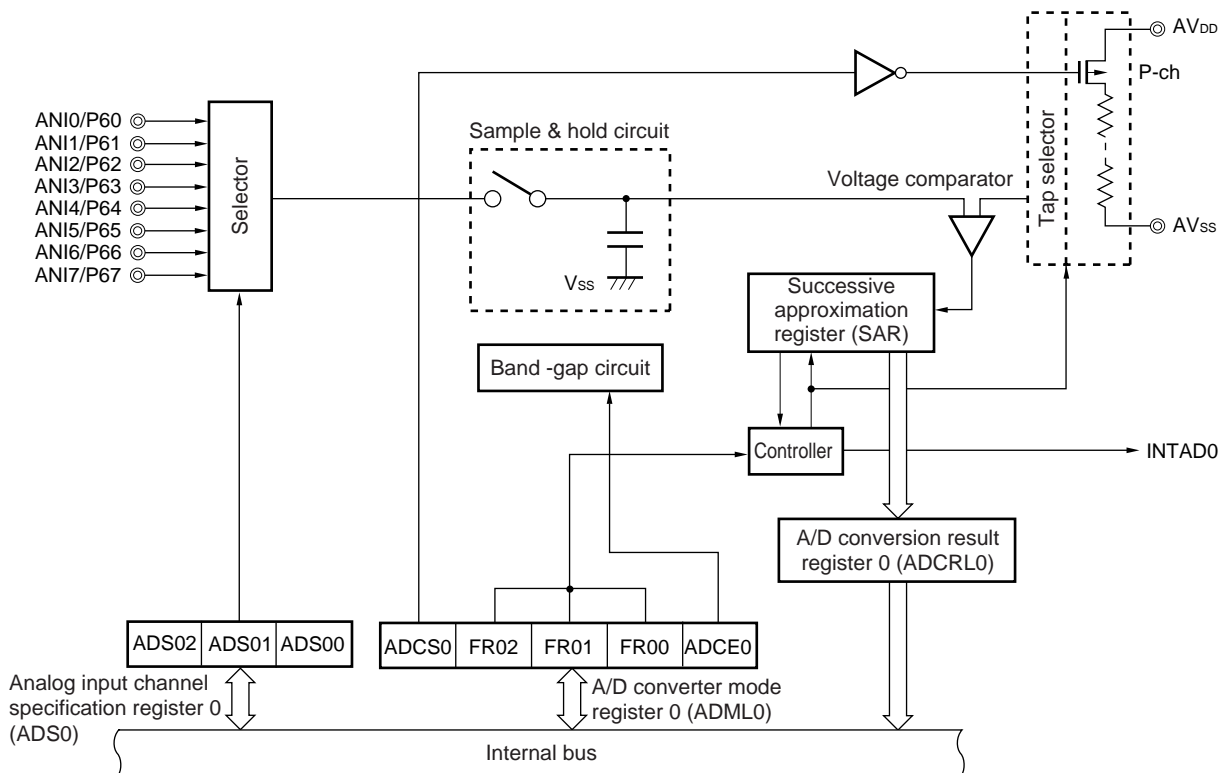 AVDD
P-ch
Tap selector
AVSS
ANI0/P60
ANI1/P61
ANI2/P62
ANI3/P63
ANI4/P64
ANI5/P65
ANI6/P66
ANI7/P67
Selector
Sample & hold circuit
VSS
Voltage comparator
Successive
approximation
register (SAR)
Band -gap circuit
Controller
INTAD0
A/D conversion result
register 0 (ADCRL0)
ADS02
ADS01
ADS00
ADCS0
FR02
FR01
FR00
ADCE0
Analog input channel
specification register 0
(ADS0)
A/D converter mode
register 0 (ADML0)
Internal bus